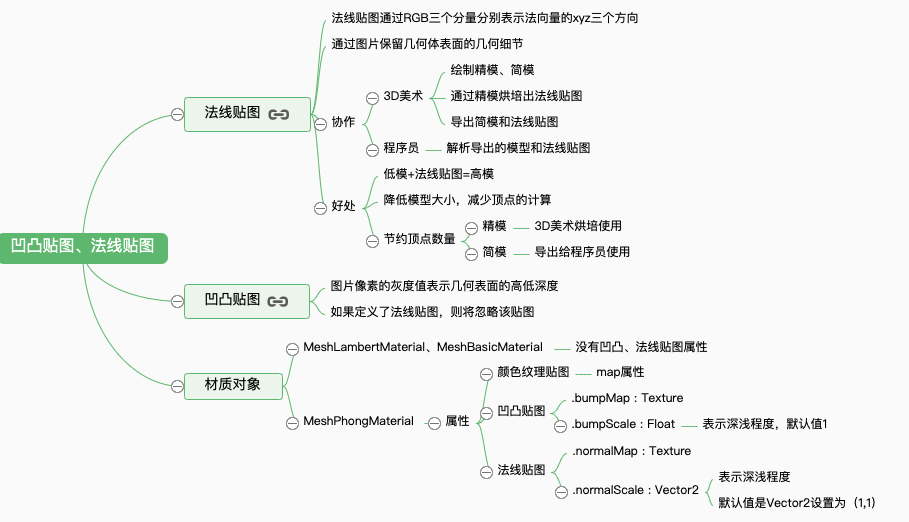 凹凸贴图、法线贴图
法线贴图
法线贴图通过RGB三个分量分别表示法向量的xyz三个方向
通过图片保留几何体表面的几何细节
协作
3D美术
绘制精模、简模
通过精模烘培出法线贴图
导出简模和法线贴图
程序员
解析导出的模型和法线贴图
好处
低模+法线贴图=高模
降低模型大小，减少顶点的计算
节约顶点数量
精模
3D美术烘培使用
简模
导出给程序员使用
凹凸贴图
图片像素的灰度值表示几何表面的高低深度
如果定义了法线贴图，则将忽略该贴图
材质对象
MeshLambertMaterial、MeshBasicMaterial
没有凹凸、法线贴图属性
MeshPhongMaterial
属性
颜色纹理贴图
map属性
凹凸贴图
.bumpMap : Texture
.bumpScale : Float
表示深浅程度，默认值1
法线贴图
.normalMap : Texture
.normalScale : Vector2
表示深浅程度
默认值是Vector2设置为（1,1）